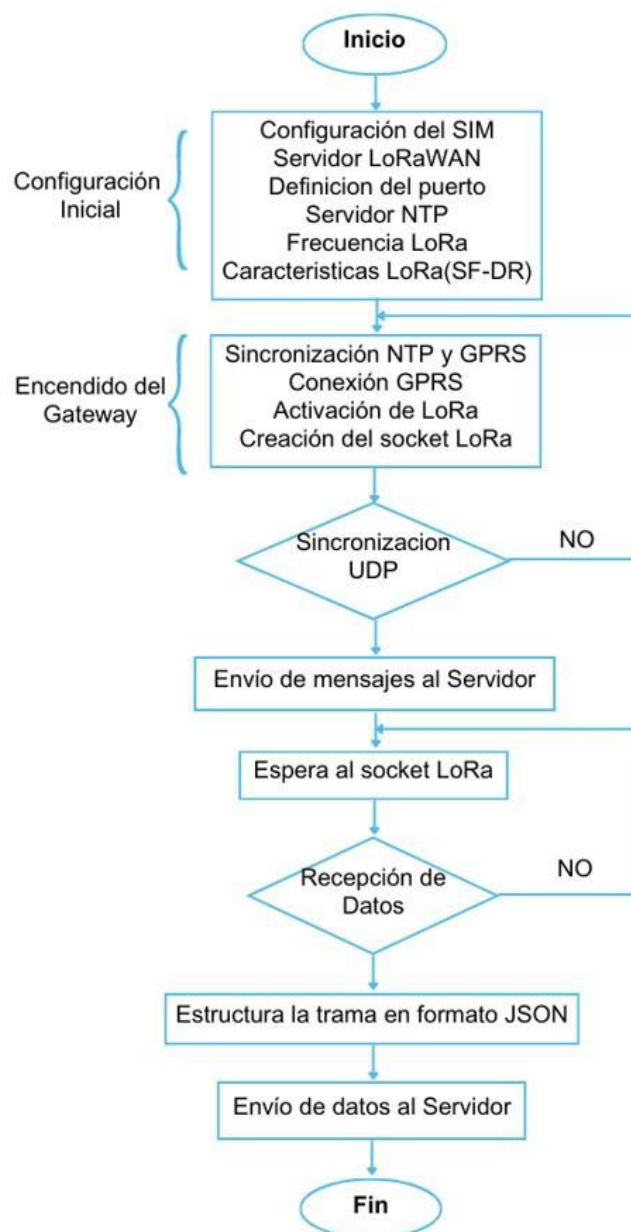 Inicio
Configuración
Inicial
Configuración del SIM
Servidor LoRaWAN
Definicion del puerto
Servidor NTP
Frecuencia LoRa
Caracteristicas LoRa(SF-DR)
Encendido del
Gateway
Sincronización NTP y GPRS
Conexión GPRS
Activación de LoRa
Creación del socket LoRa
Sincronizacion
UDP
NO
Envío de mensajes al Servidor
Espera al socket LoRa
Recepción de
Datos
NO
Estructura la trama en formato JSON
Envío de datos al Servidor
Fin